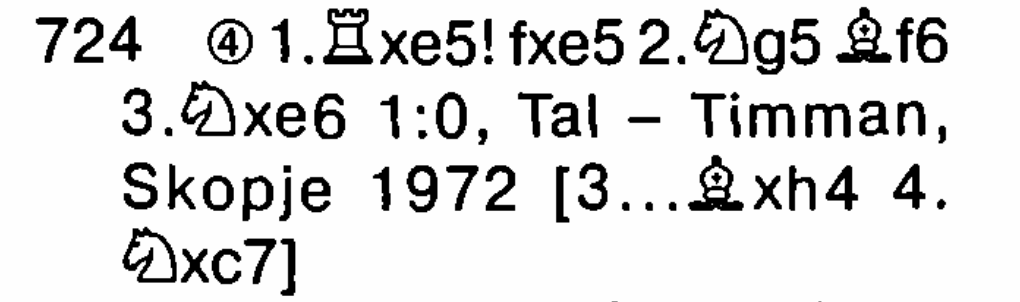 724 ④ 1.♖xe5! fxe5 2.♘g5 ♗f6
3.♘xe6 1:0, Tal – Timman,
Skopje 1972 [3...♗xh4 4.
♘xc7]